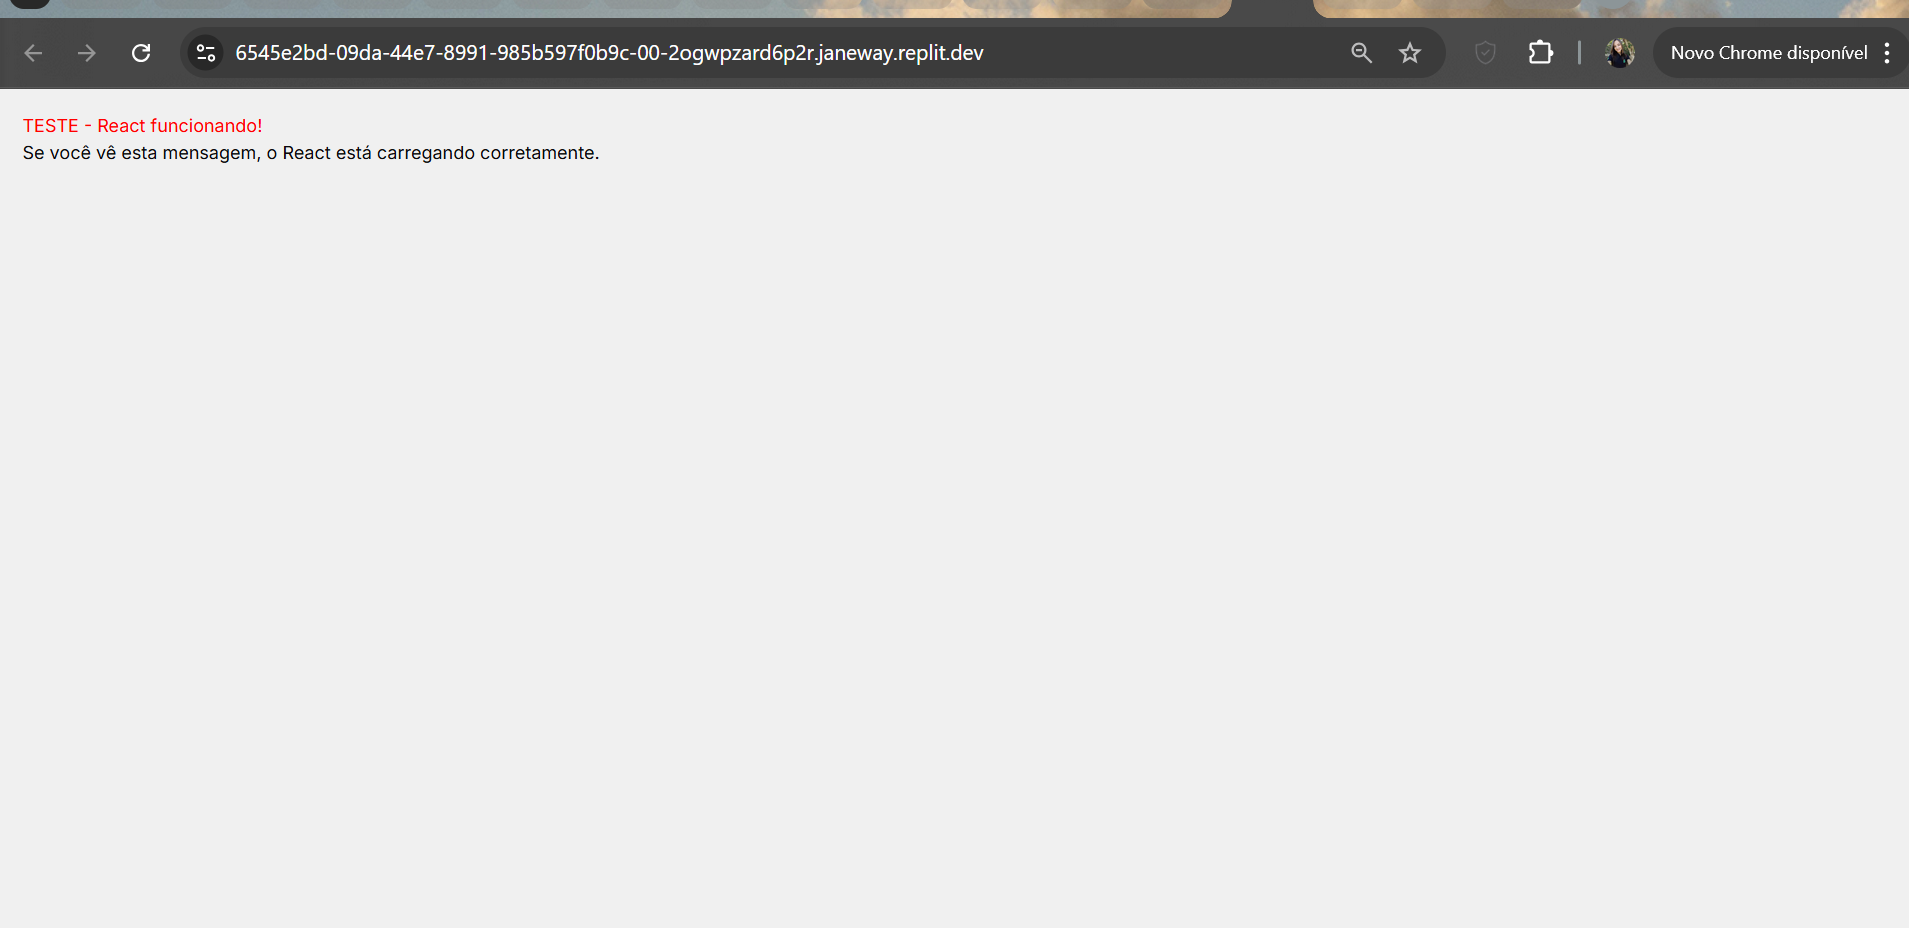 6545e2bd-09da-44e7-8991-985b597f0b9c-00-2ogwpzard6p2r.janeway.replit.dev
Novo Chrome disponível
TESTE - React funcionando!
Se você vê esta mensagem, o React está carregando corretamente.